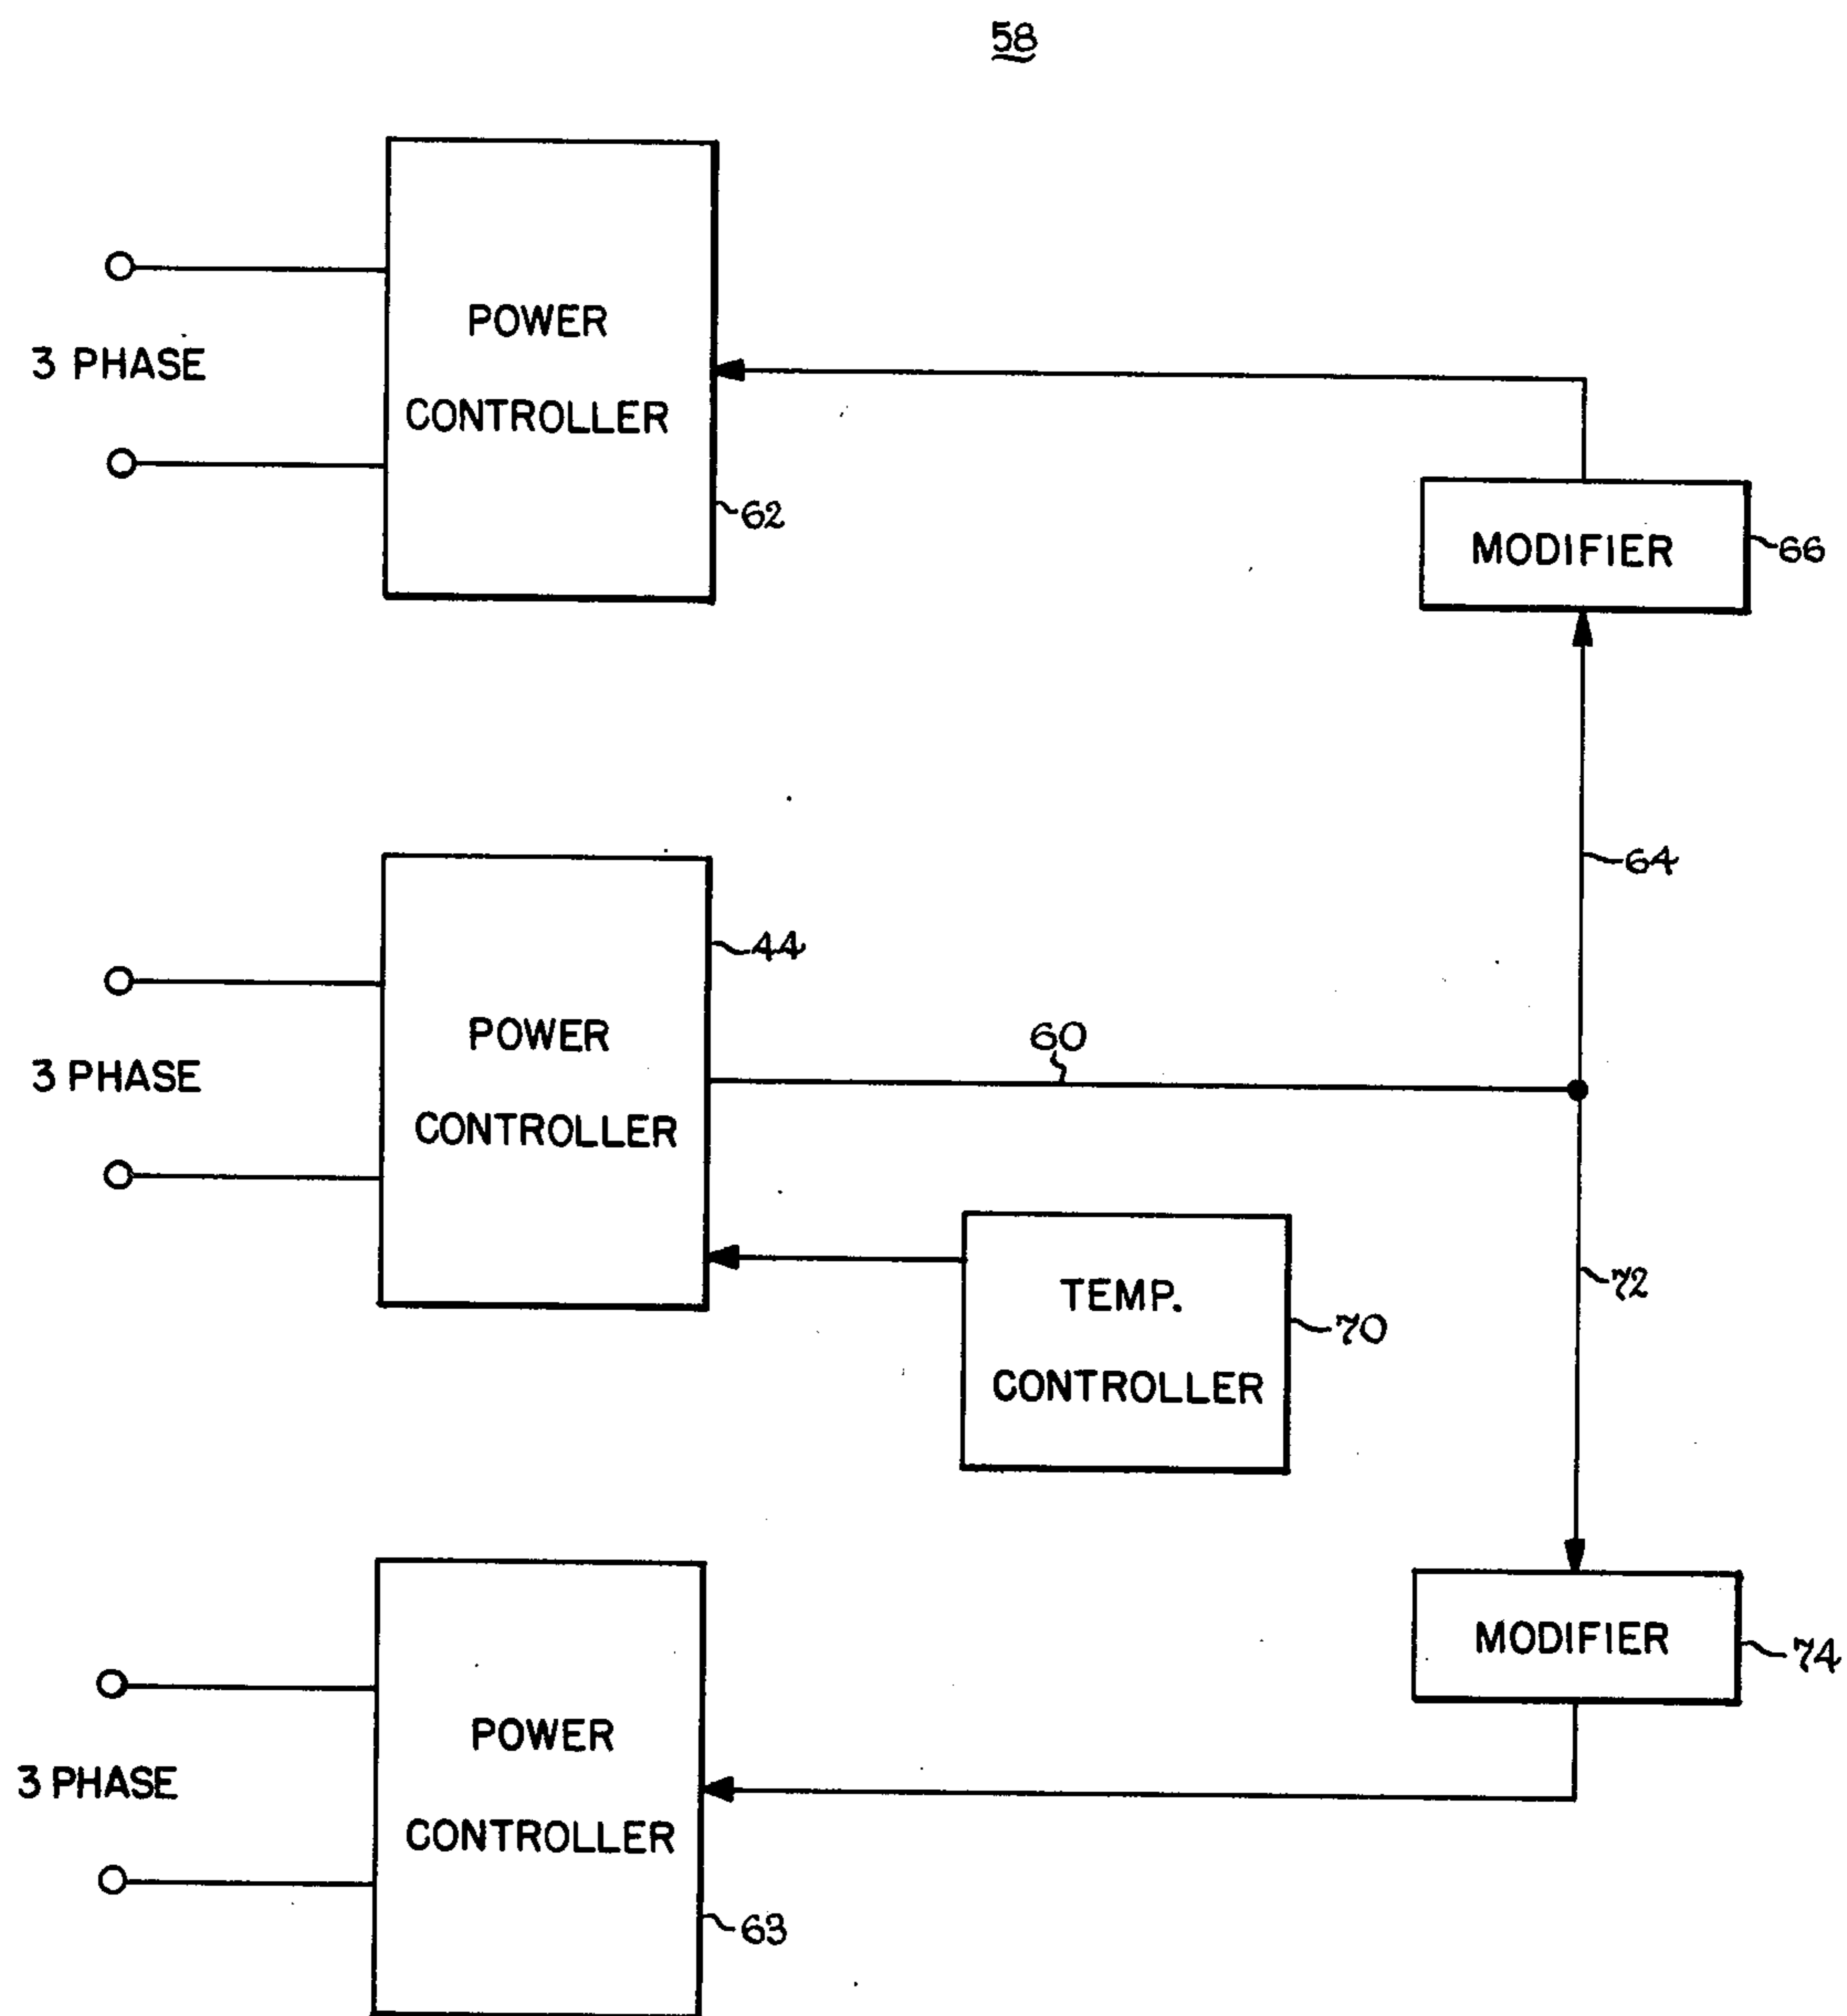 58
POWER
3 PHASE
CONTROLLER
62
MODIFIER
66
64
44
POWER
60
3 PHASE
CONTROLLER
72
TEMP.
70
CONTROLLER
MODIFIER
74
POWER
3 PHASE
CONTROLLER
63